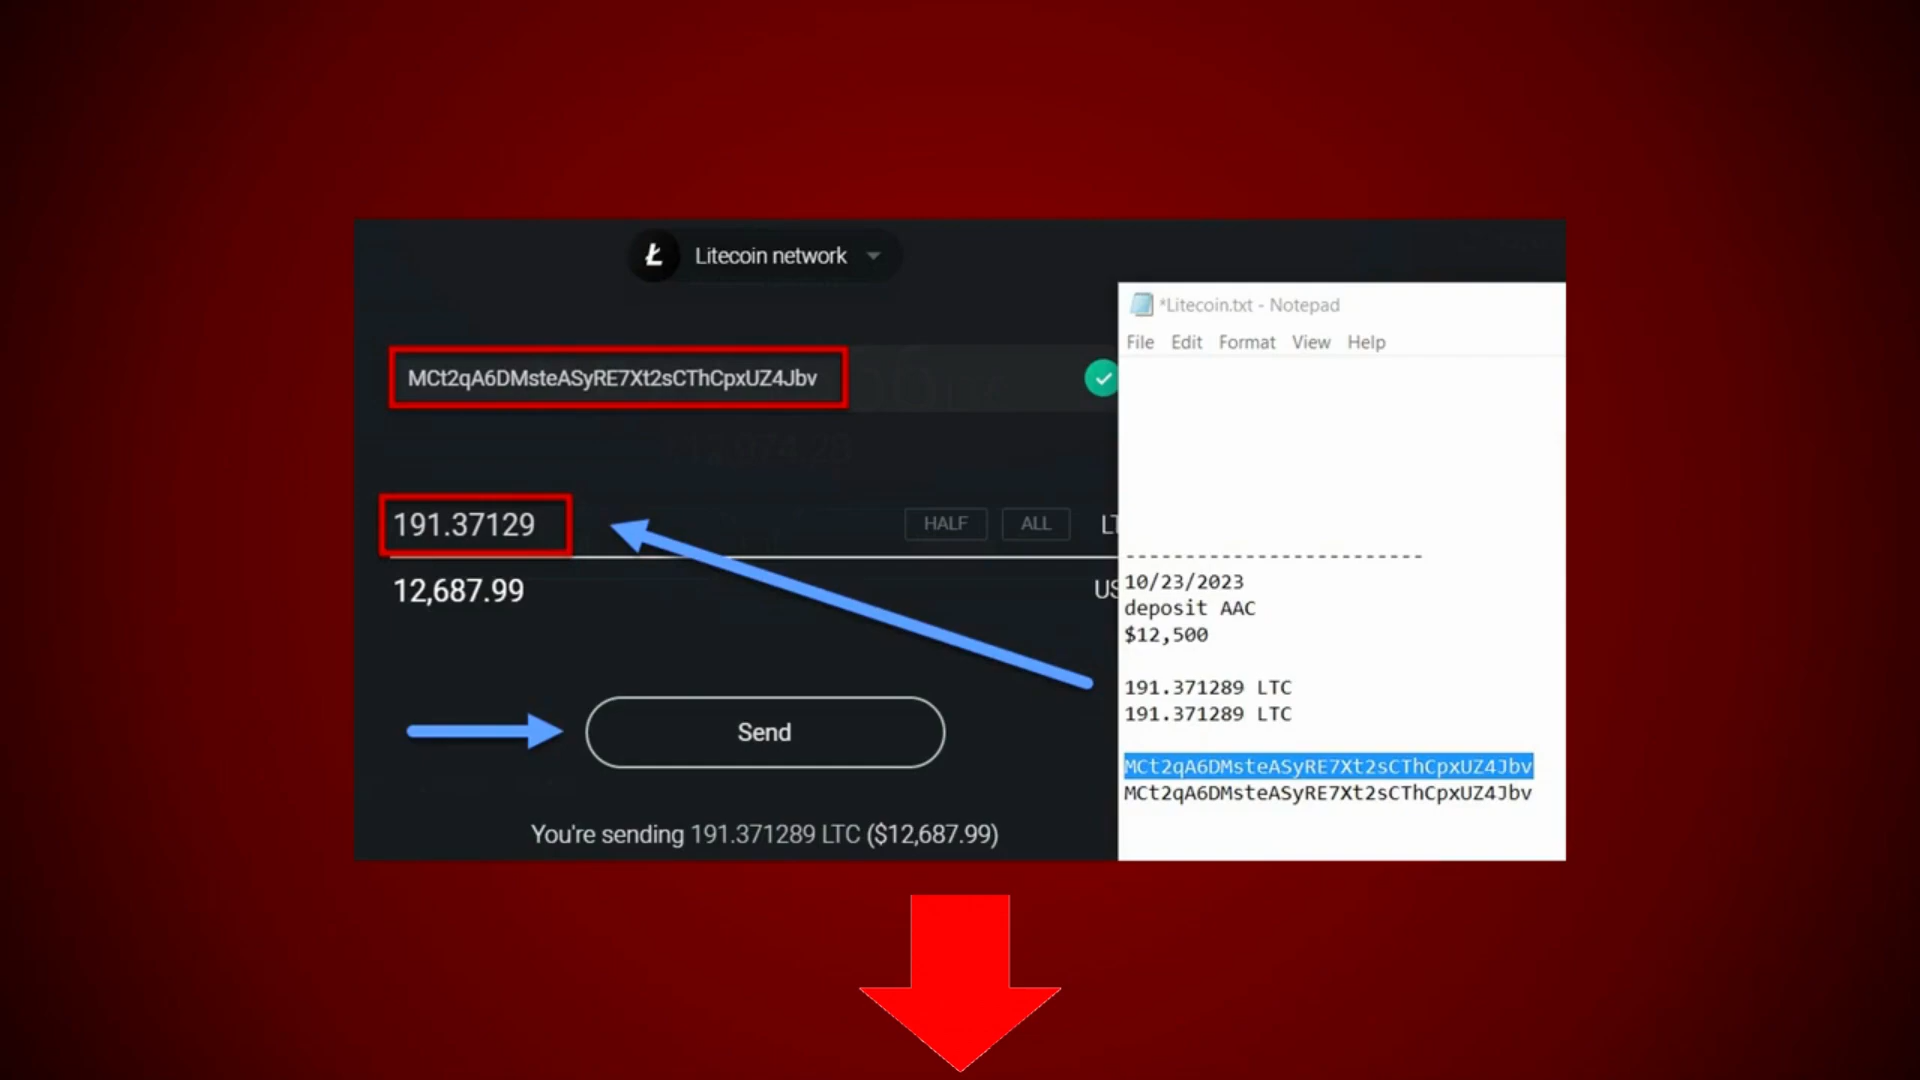 Litecoin network
MCt2qA6DMsteASyRE7Xt2sCThCpxUZ4Jbv
191.37129
HALF ALL LT
12,687.99 US
Send
You're sending 191.371289 LTC ($12,687.99)
*Litecoin.txt - Notepad
File Edit Format View Help
-------------------------
10/23/2023
deposit AAC
$12,500
191.371289 LTC
191.371289 LTC
MCt2qA6DMsteASyRE7Xt2sCThCpxUZ4Jbv
MCt2qA6DMsteASyRE7Xt2sCThCpxUZ4Jbv